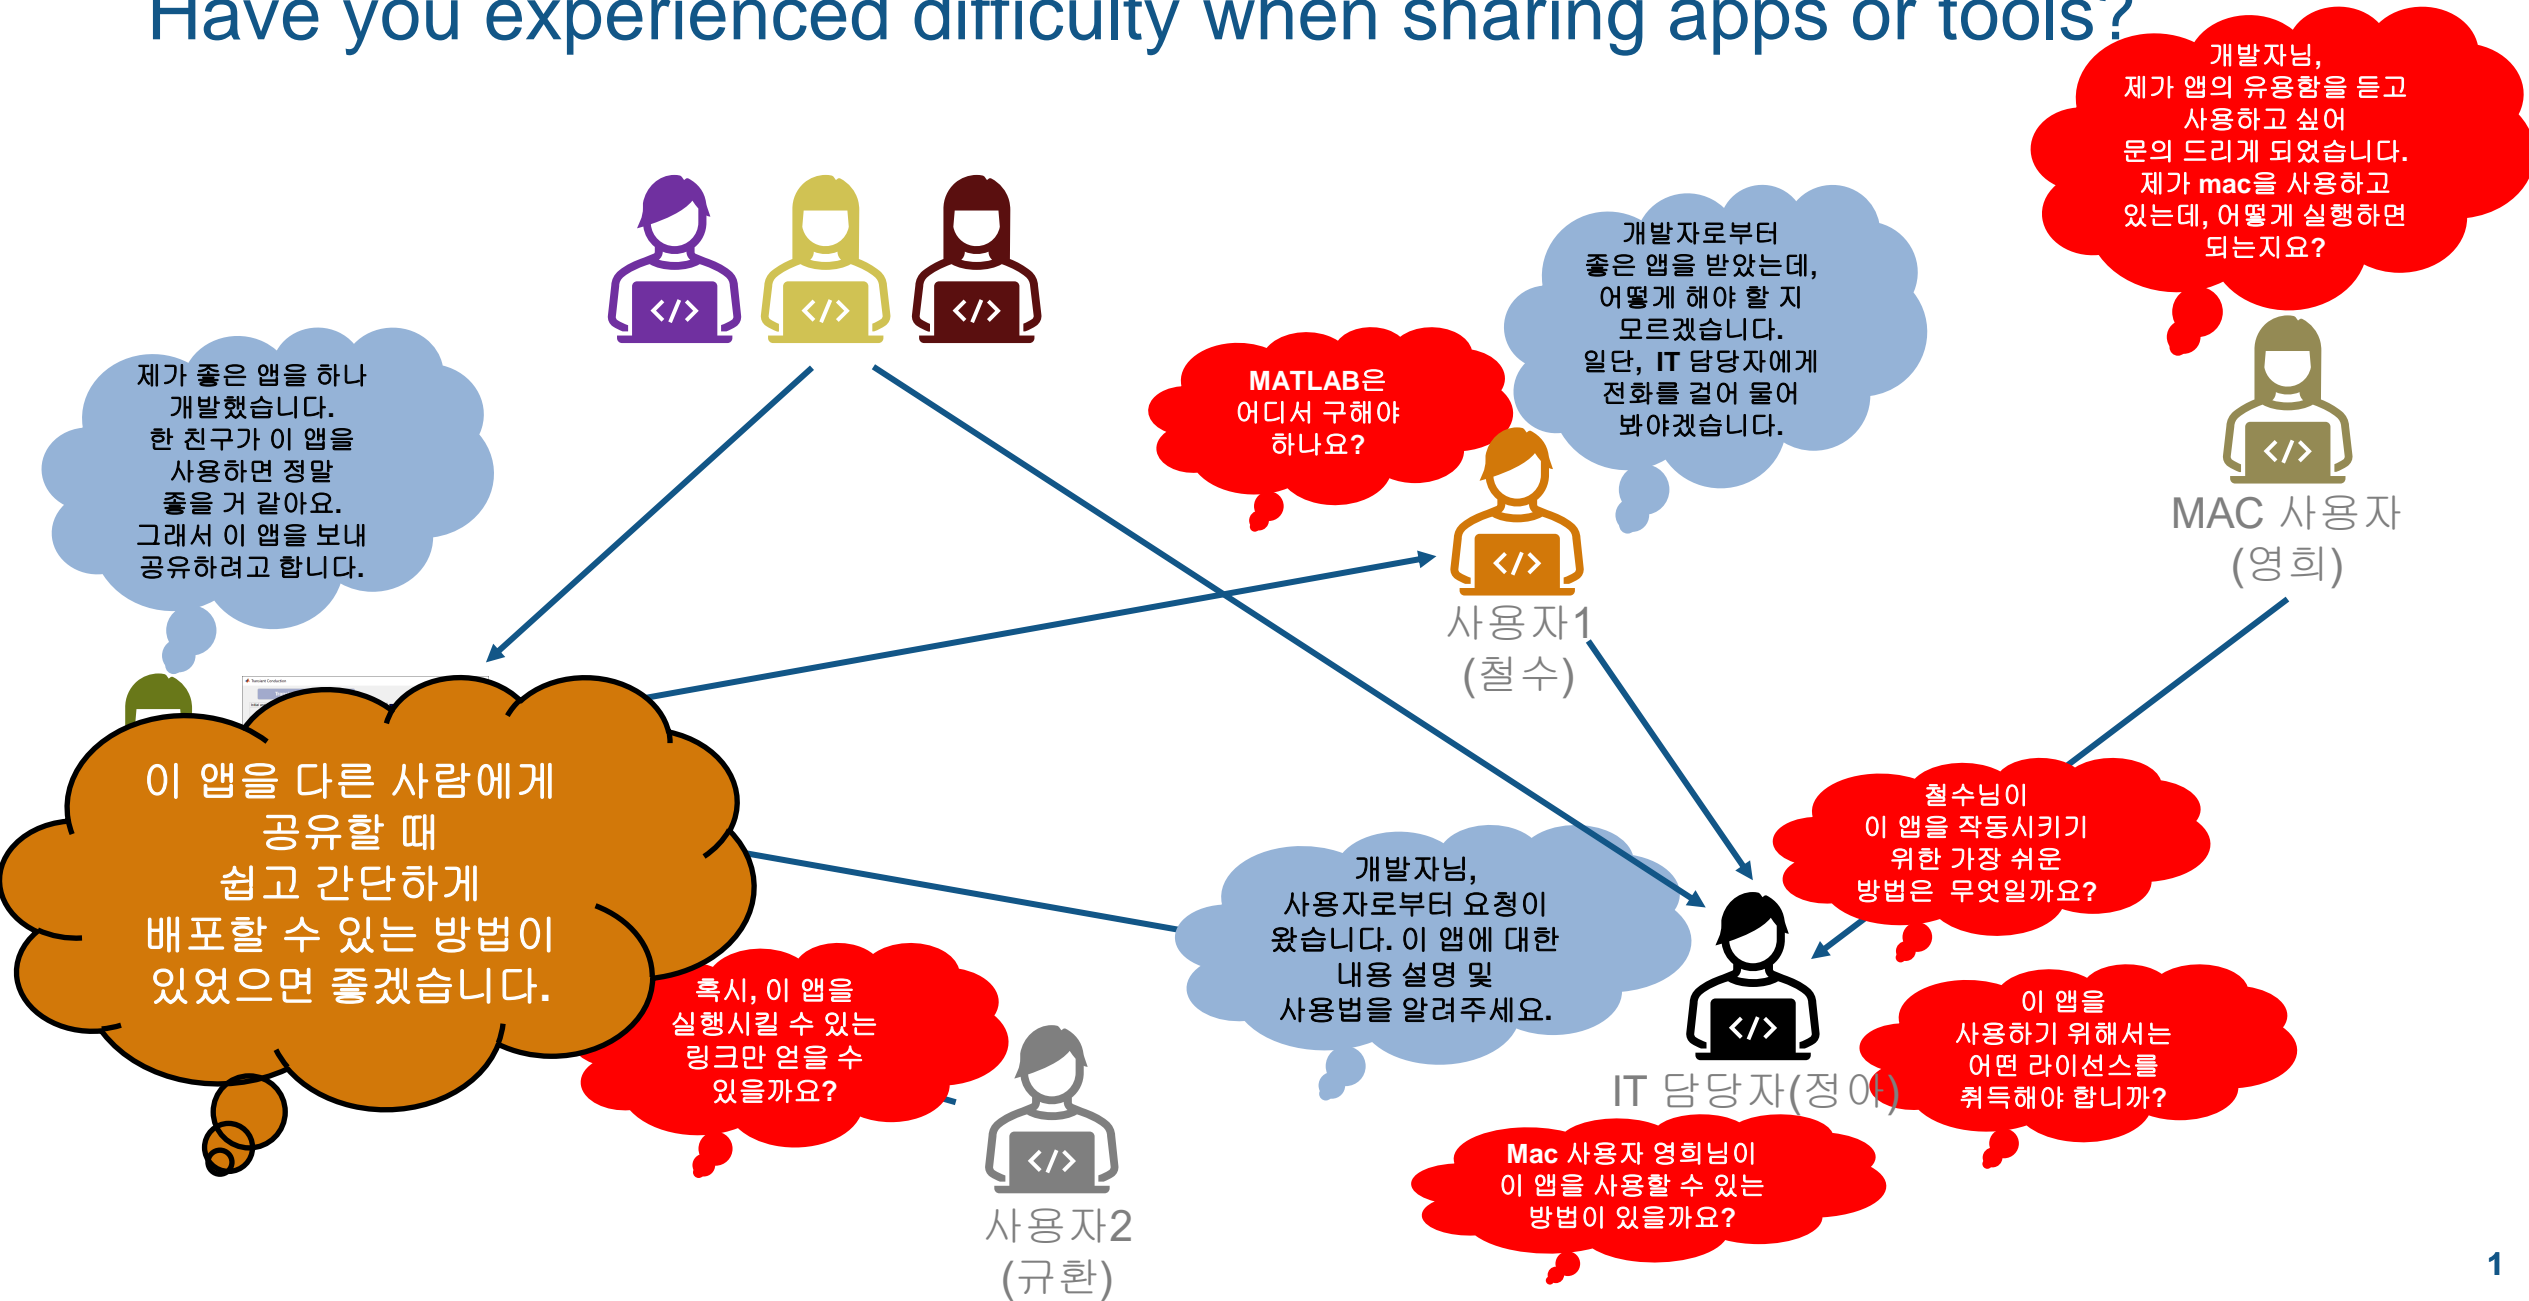 Have you experienced difficulty when sharing apps or tools?
개발자님,
제가 앱의 유용함을 듣고
사용하고 싶어
문의 드리게 되었습니다.
제가 mac을 사용하고
있는데, 어떻게 실행하면
되는지요?
개발자로부터
좋은 앱을 받았는데,
어떻게 해야 할 지
모르겠습니다.
일단, IT 담당자에게
전화를 걸어 물어
봐야겠습니다.
MATLAB은
어디서 구해야
하나요?
제가 좋은 앱을 하나
개발했습니다.
한 친구가 이 앱을
사용하면 정말
좋을 거 같아요.
그래서 이 앱을 보내
공유하려고 합니다.
</>
</>
</>
</>
</>
MAC 사용자
(영희)
사용자1
(철수)
Transient Conduction
이 앱을 다른 사람에게
공유할 때
쉽고 간단하게
배포할 수 있는 방법이
있었으면 좋겠습니다.
철수님이
이 앱을 작동시키기
위한 가장 쉬운
방법은 무엇일까요?
개발자님,
사용자로부터 요청이
왔습니다. 이 앱에 대한
내용 설명 및
사용법을 알려주세요.
혹시, 이 앱을
실행시킬 수 있는
링크만 얻을 수
있을까요?
이 앱을
사용하기 위해서는
어떤 라이선스를
취득해야 합니까?
</>
</>
IT 담당자(정아)
Mac 사용자 영희님이
이 앱을 사용할 수 있는
방법이 있을까요?
사용자2
(규환)
1